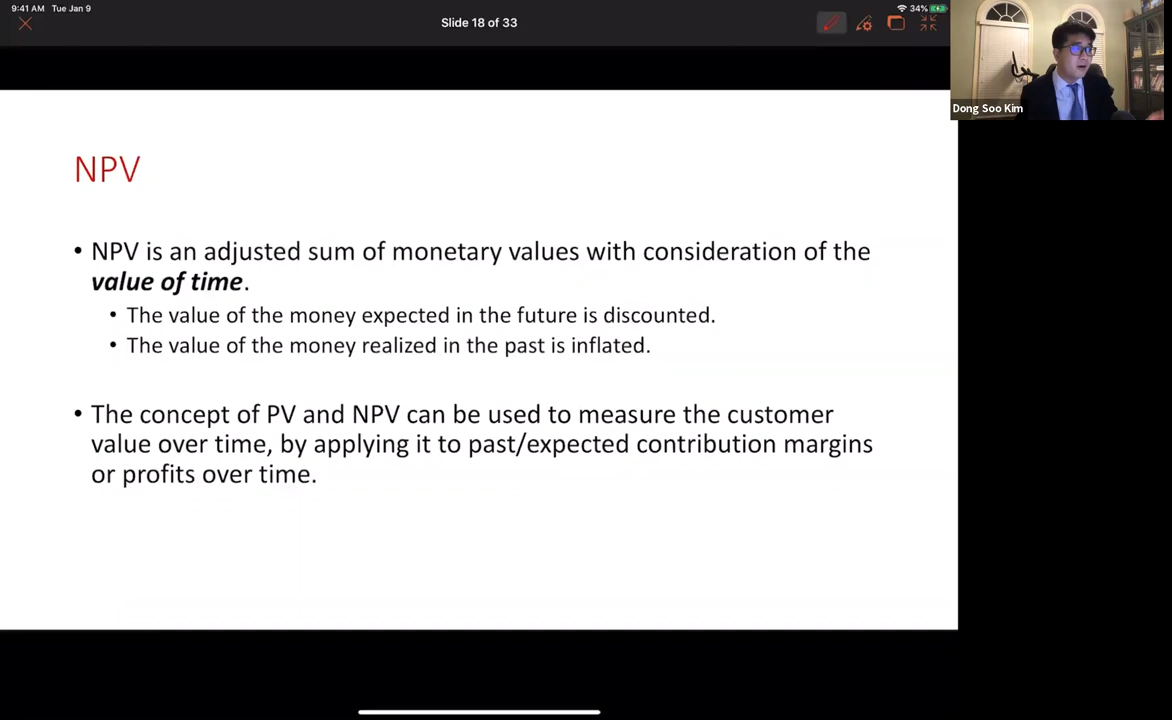 9:41 AM Tue Jan 9
34%
Slide 18 of 33
Dong Soo Kim
NPV
• NPV is an adjusted sum of monetary values with consideration of the
value of time.
• The value of the money expected in the future is discounted.
• The value of the money realized in the past is inflated.
• The concept of PV and NPV can be used to measure the customer
value over time, by applying it to past/expected contribution margins
or profits over time.